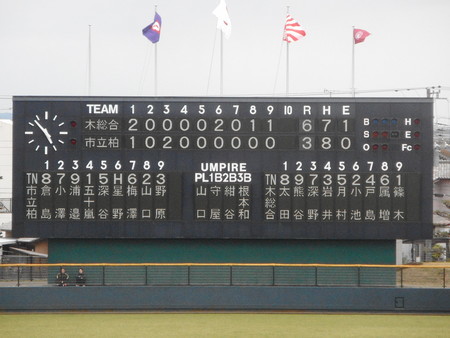 TEAM 1 2 3 4 5 6 7 8 9 10 R H E
木総合 2 0 0 0 0 2 0 1 1 6 7 1
市立柏 1 0 2 0 0 0 0 0 0 3 8 0
B H
S E
O Fc
1 2 3 4 5 6 7 8 9
TN 8 7 9 1 5 H 6 2 3
市立柏
倉島
小澤
浦
五十嵐
深谷
星野
梅澤
山口
野原
UMPIRE
PL 1B 2B 3B
山口
守屋
紺谷
根本和
1 2 3 4 5 6 7 8 9
TN 8 9 7 3 5 2 4 6 1
木総合
太田
熊谷
深野
岩井
月村
小池
戸島
属増
篠木